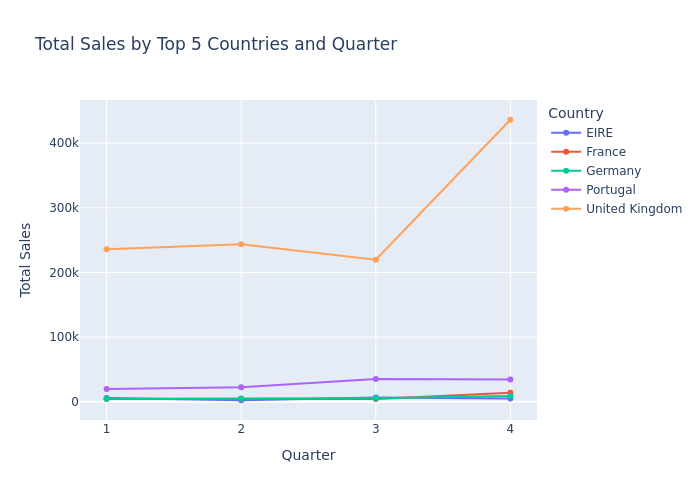 Total Sales by Top 5 Countries and Quarter
Country
EIRE
France
Germany
Portugal
United Kingdom
Total Sales
400k
300k
200k
100k
0
1 2 3 4
Quarter